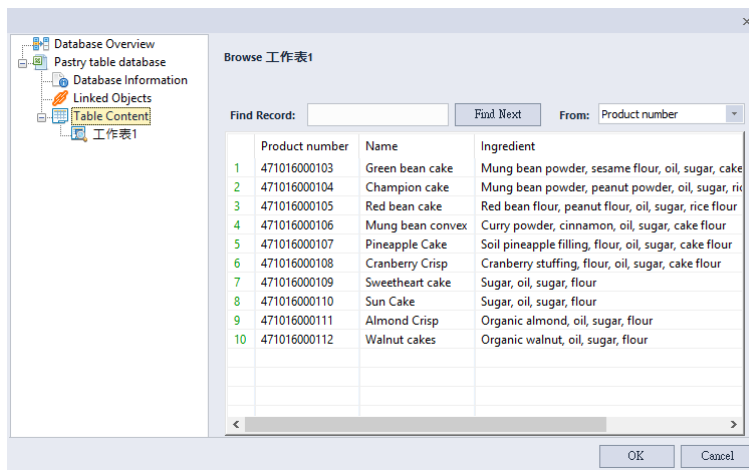 ×
Database Overview
Pastry table database
Database Information
Linked Objects
Table Content
工作表1
Browse 工作表1
Find Record: Find Next From: Product number
Product number Name Ingredient
1 471016000103 Green bean cake Mung bean powder, sesame flour, oil, sugar, cake
2 471016000104 Champion cake Mung bean powder, peanut powder, oil, sugar, ric
3 471016000105 Red bean cake Red bean flour, peanut flour, oil, sugar, rice flour
4 471016000106 Mung bean convex Curry powder, cinnamon, oil, sugar, cake flour
5 471016000107 Pineapple Cake Soil pineapple filling, flour, oil, sugar, cake flour
6 471016000108 Cranberry Crisp Cranberry stuffing, flour, oil, sugar, cake flour
7 471016000109 Sweetheart cake Sugar, oil, sugar, flour
8 471016000110 Sun Cake Sugar, oil, sugar, flour
9 471016000111 Almond Crisp Organic almond, oil, sugar, flour
10 471016000112 Walnut cakes Organic walnut, oil, sugar, flour
OK Cancel